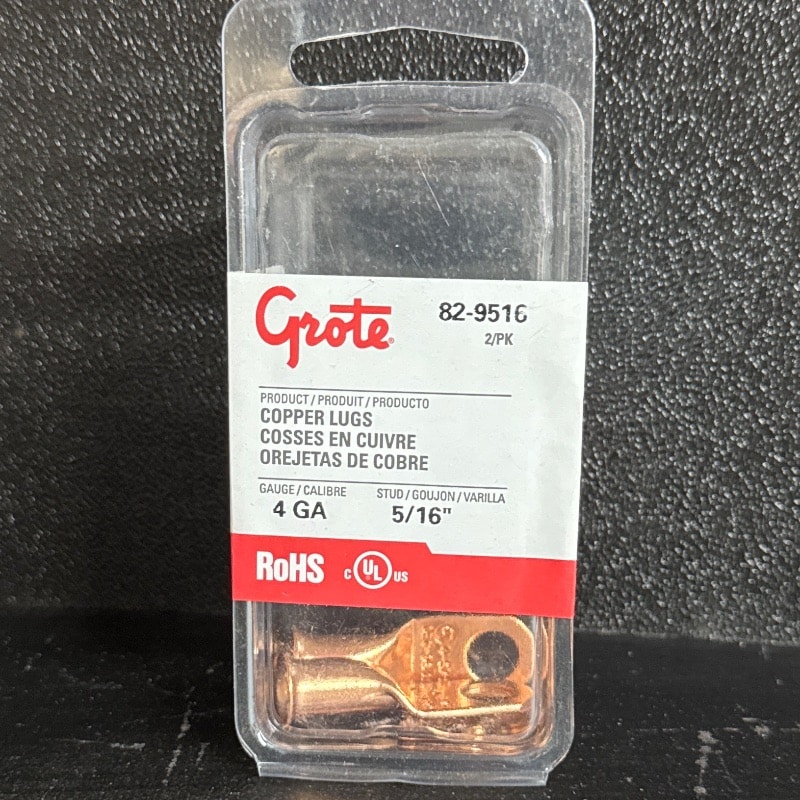 Grote®
82-9516
2/PK
PRODUCT / PRODUIT / PRODUCTO
COPPER LUGS
COSSES EN CUIVRE
OREJETAS DE COBRE
GAUGE / CALIBRE
4 GA
STUD / GOUJON / VARILLA
5/16"
RoHS
C UL US